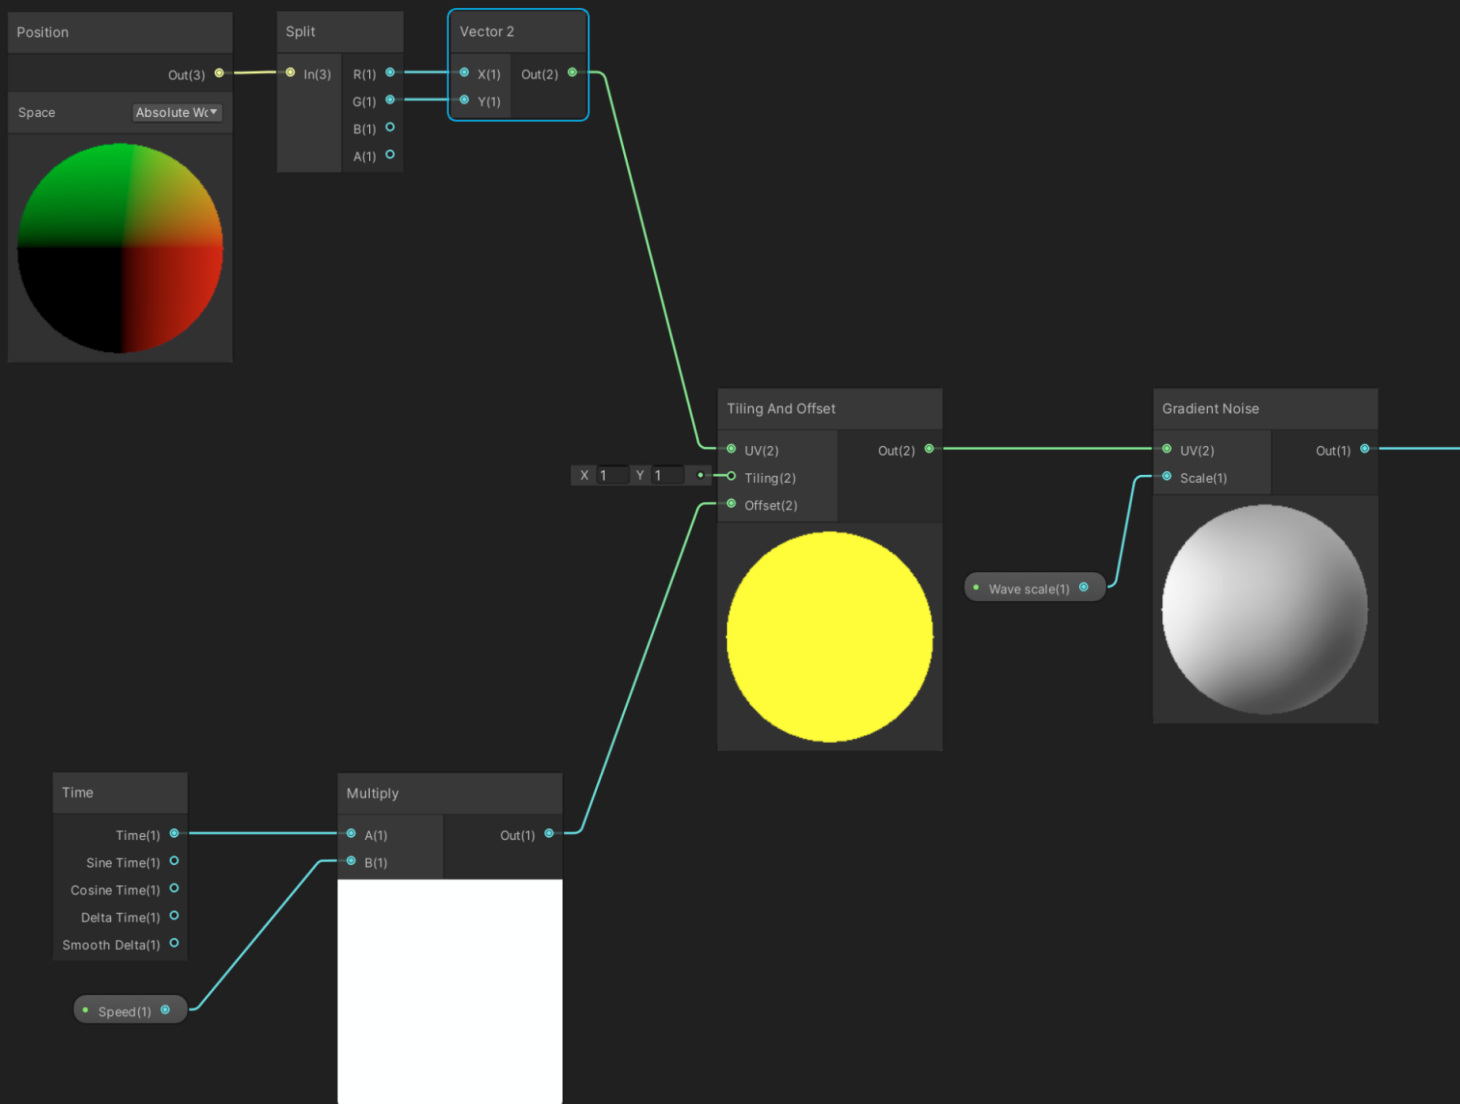 Position
Out(3)
Space
Absolute Wc
Split
In(3)
R(1)
G(1)
B(1)
A(1)
Vector 2
X(1)
Out(2)
Y(1)
Tiling And Offset
UV(2)
Out(2)
X 1 Y 1
Tiling(2)
Offset(2)
Gradient Noise
UV(2)
Out(1)
Scale(1)
Wave scale(1)
Time
Time(1)
Sine Time(1)
Cosine Time(1)
Delta Time(1)
Smooth Delta(1)
Multiply
A(1)
Out(1)
B(1)
Speed(1)